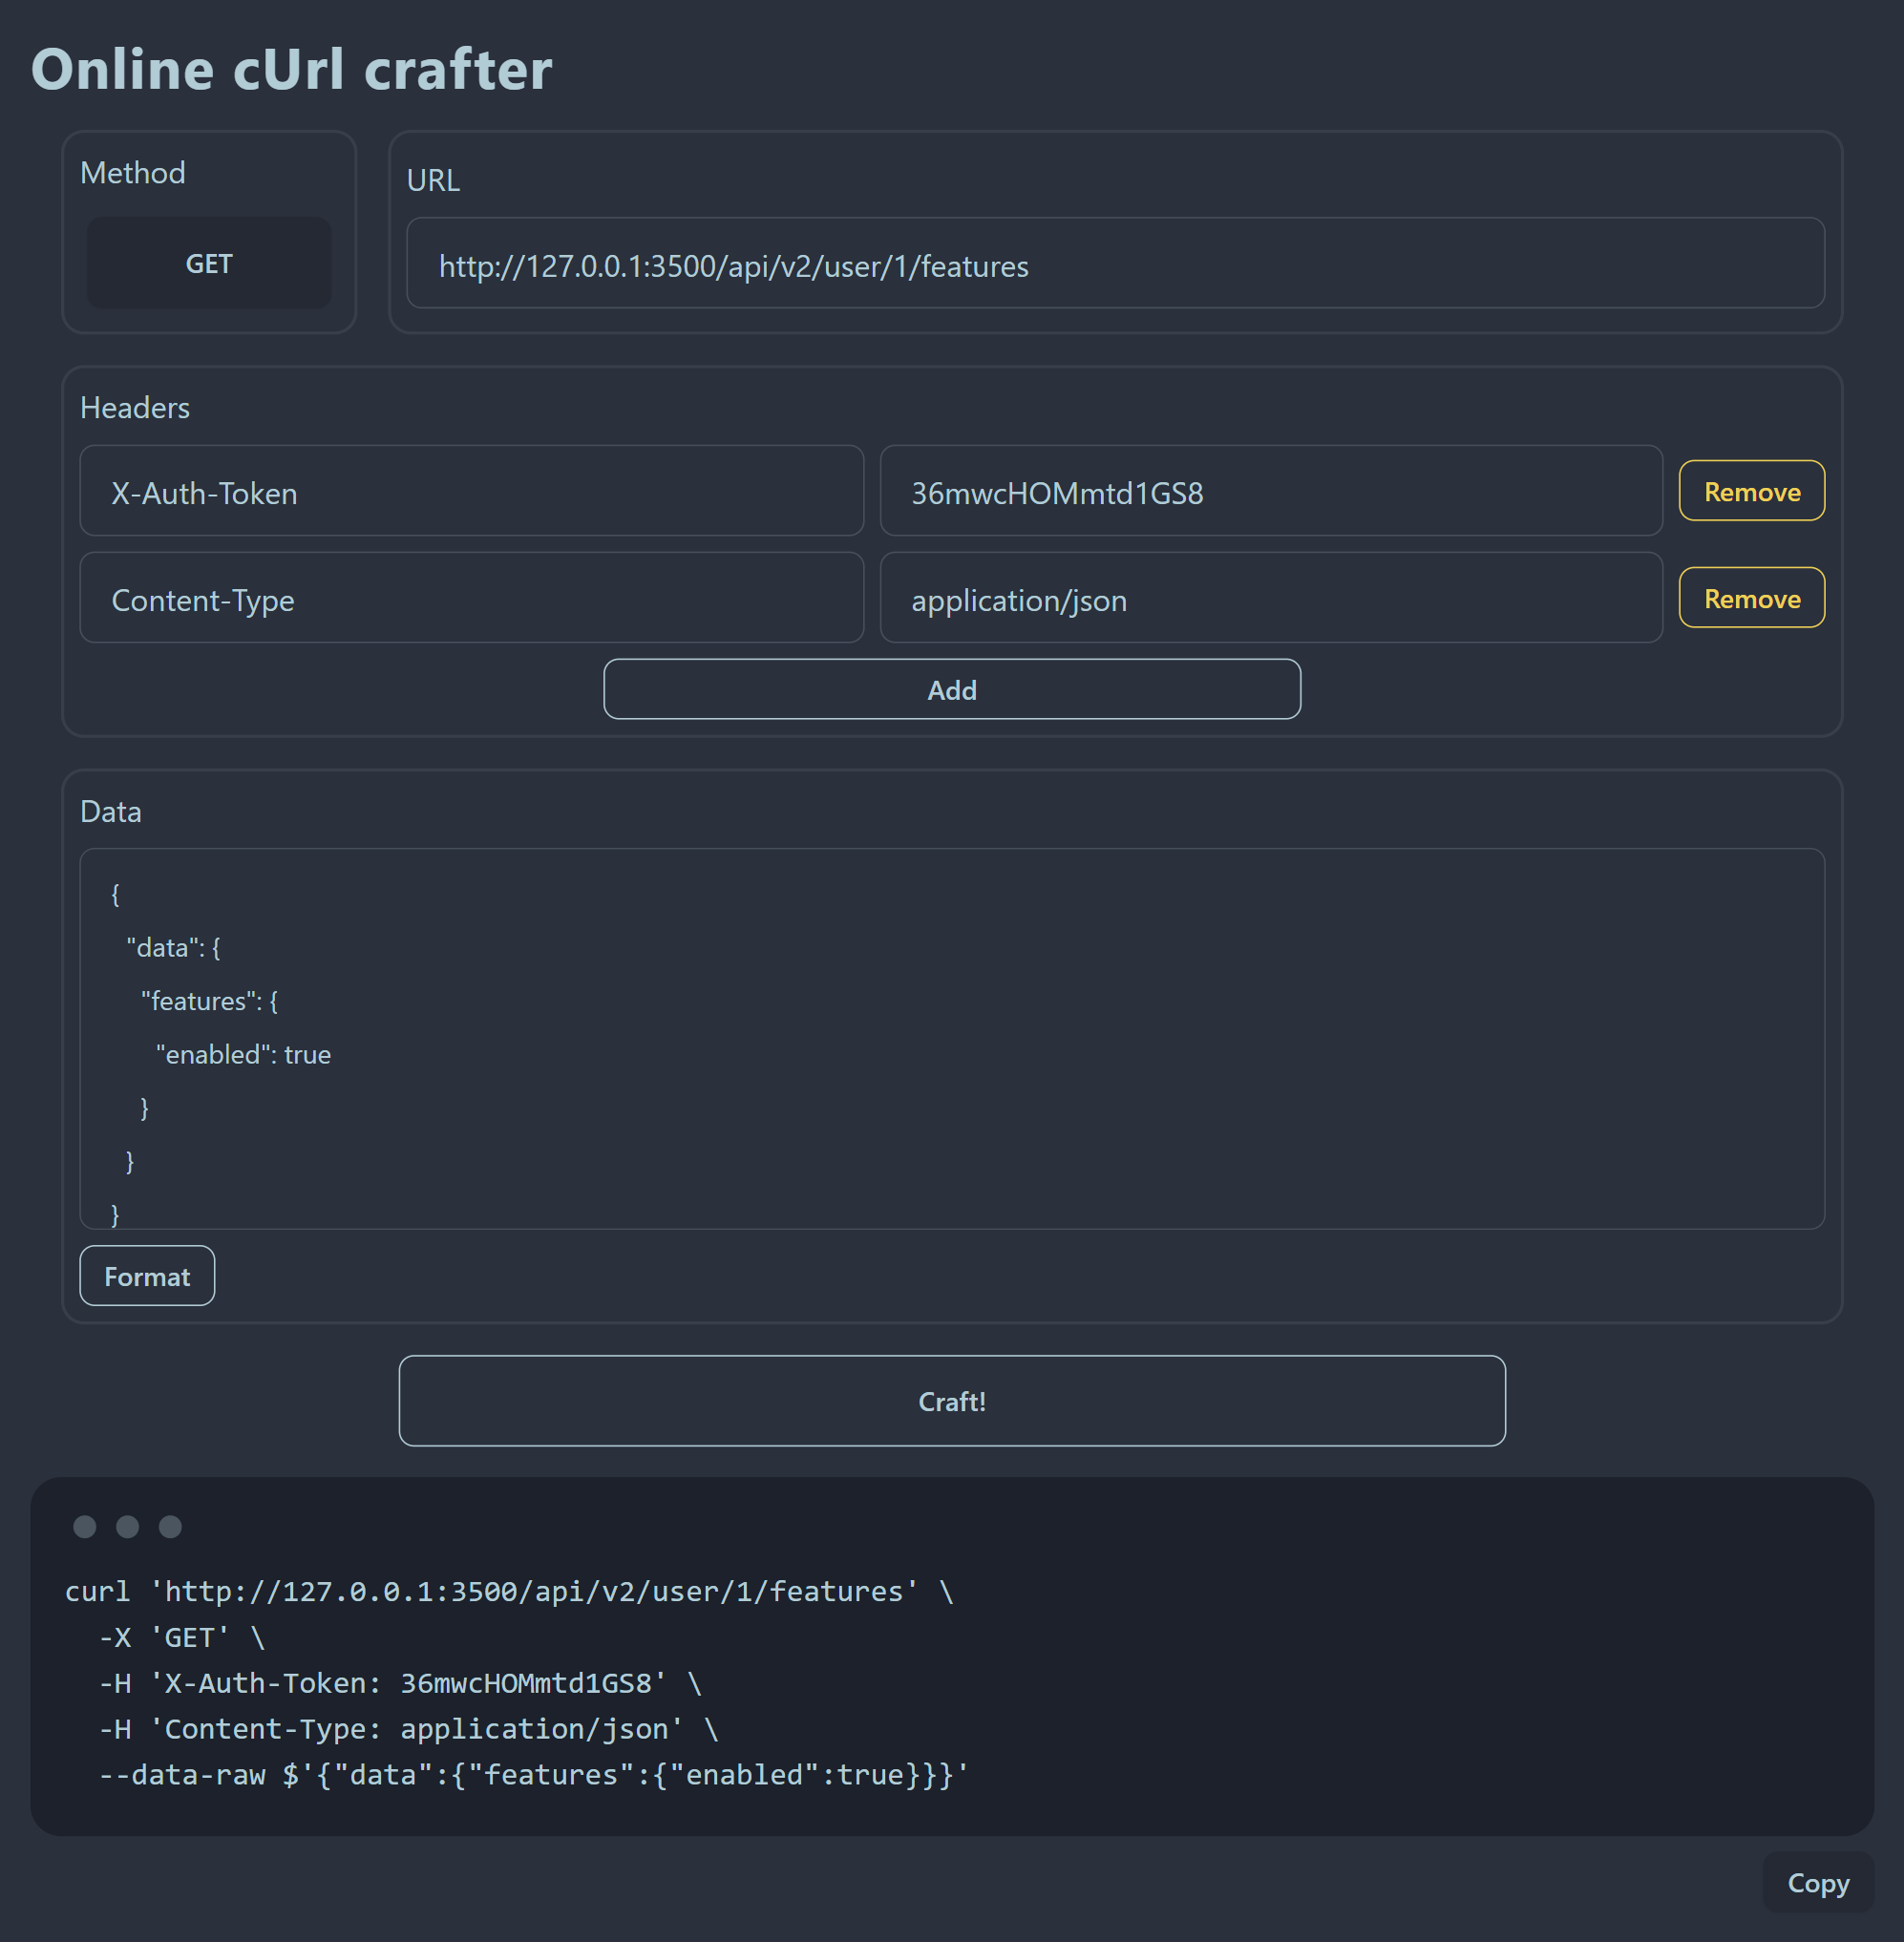 Online cUrl crafter
Method
URL
GET
http://127.0.0.1:3500/api/v2/user/1/features
Headers
X-Auth-Token
36mwcHOMmtd1GS8
Remove
Content-Type
application/json
Remove
Add
Data
{
"data": {
"features": {
"enabled": true
}
}
}
Format
Craft!
curl 'http://127.0.0.1:3500/api/v2/user/1/features' \
-X 'GET' \
-H 'X-Auth-Token: 36mwcHOMmtd1GS8' \
-H 'Content-Type: application/json' \
--data-raw $'{"data":{"features":{"enabled":true}}}'
Copy